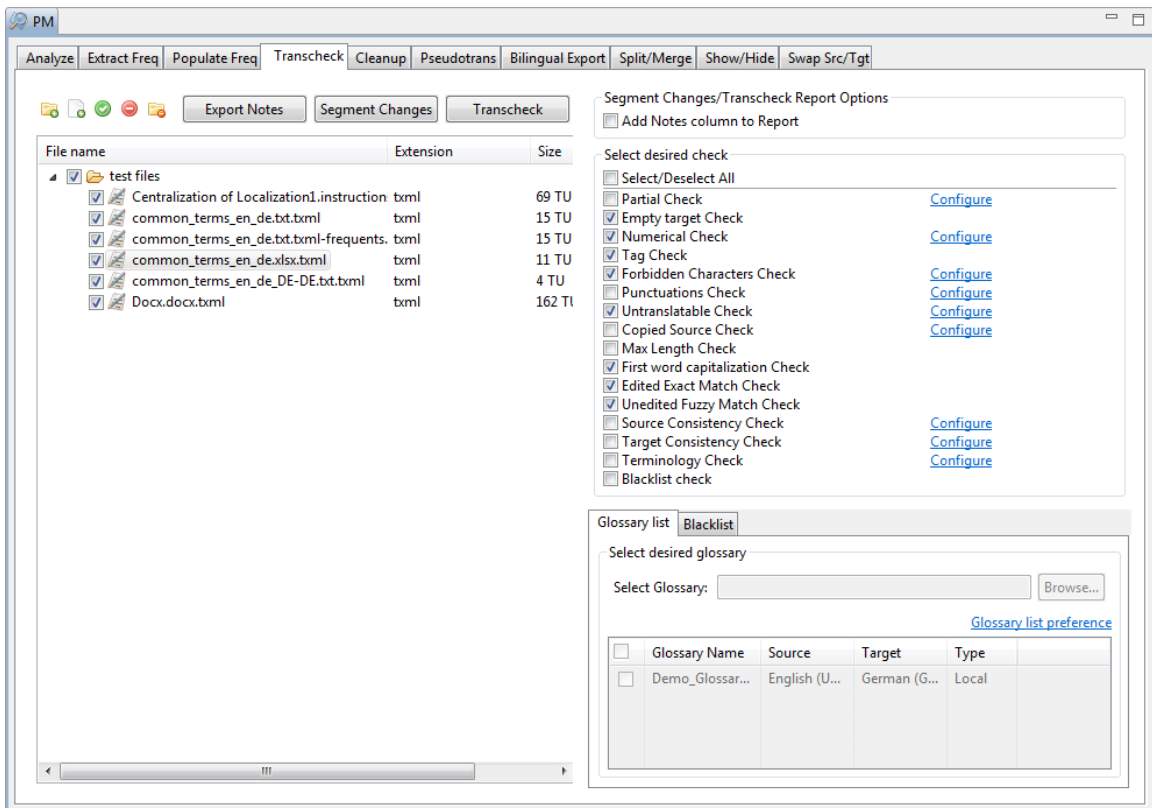 PM
Analyze Extract Freq Populate Freq Transcheck Cleanup Pseudotrans Bilingual Export Split/Merge Show/Hide Swap Src/Tgt
Export Notes Segment Changes Transcheck
File name Extension Size
test files
Centralization of Localization1.instruction: txml 69 TU
common_terms_en_de.txt.txml txml 15 TU
common_terms_en_de.txt.txml-frequents. txml 15 TU
common_terms_en_de.xlsx.txml txml 11 TU
common_terms_en_de_DE-DE.txt.txml txml 4 TU
Docx.docx.txml txml 162 TU
Segment Changes/Transcheck Report Options
Add Notes column to Report
Select desired check
Select/Deselect All
Partial Check Configure
Empty target Check
Numerical Check Configure
Tag Check
Forbidden Characters Check Configure
Punctuations Check Configure
Untranslatable Check Configure
Copied Source Check Configure
Max Length Check
First word capitalization Check
Edited Exact Match Check
Unedited Fuzzy Match Check
Source Consistency Check Configure
Target Consistency Check Configure
Terminology Check Configure
Blacklist check
Glossary list Blacklist
Select desired glossary
Select Glossary: Browse...
Glossary list preference
Glossary Name Source Target Type
Demo_Glossar... English (U... German (G... Local